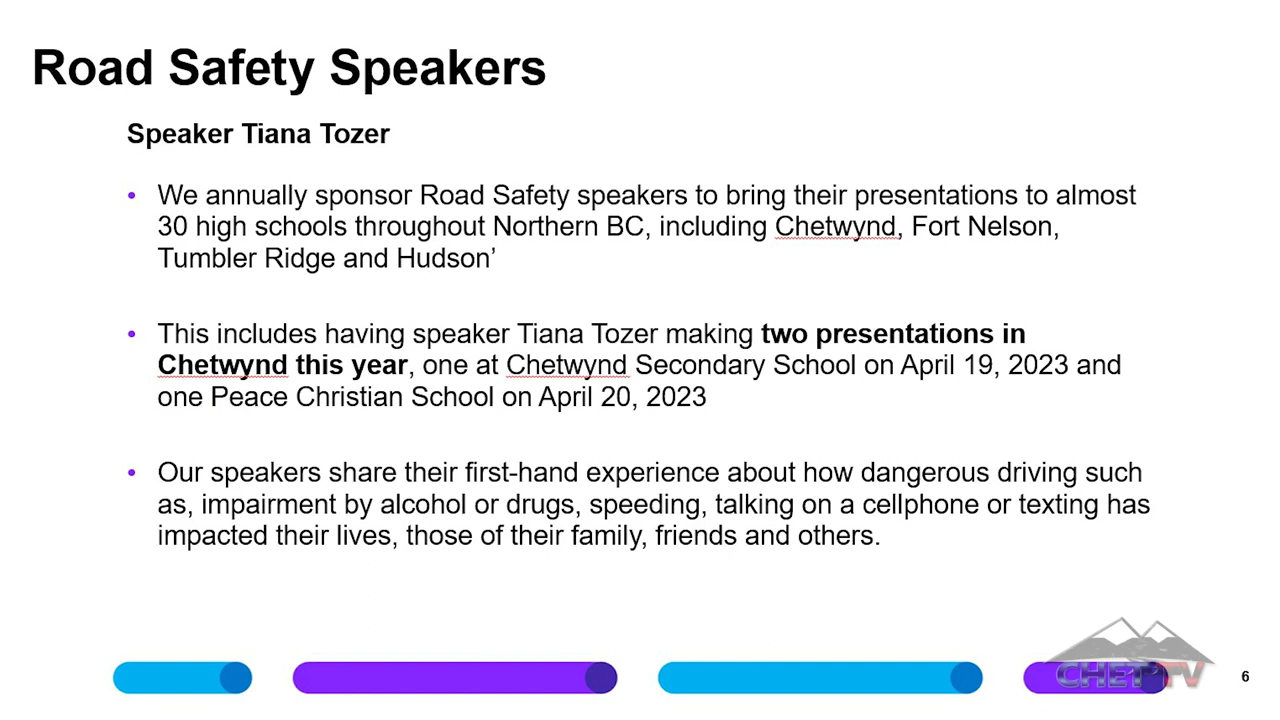 Road Safety Speakers
Speaker Tiana Tozer
• We annually sponsor Road Safety speakers to bring their presentations to almost
30 high schools throughout Northern BC, including Chetwynd, Fort Nelson,
Tumbler Ridge and Hudson’
• This includes having speaker Tiana Tozer making two presentations in
Chetwynd this year, one at Chetwynd Secondary School on April 19, 2023 and
one Peace Christian School on April 20, 2023
• Our speakers share their first-hand experience about how dangerous driving such
as, impairment by alcohol or drugs, speeding, talking on a cellphone or texting has
impacted their lives, those of their family, friends and others.
CHET TV
6